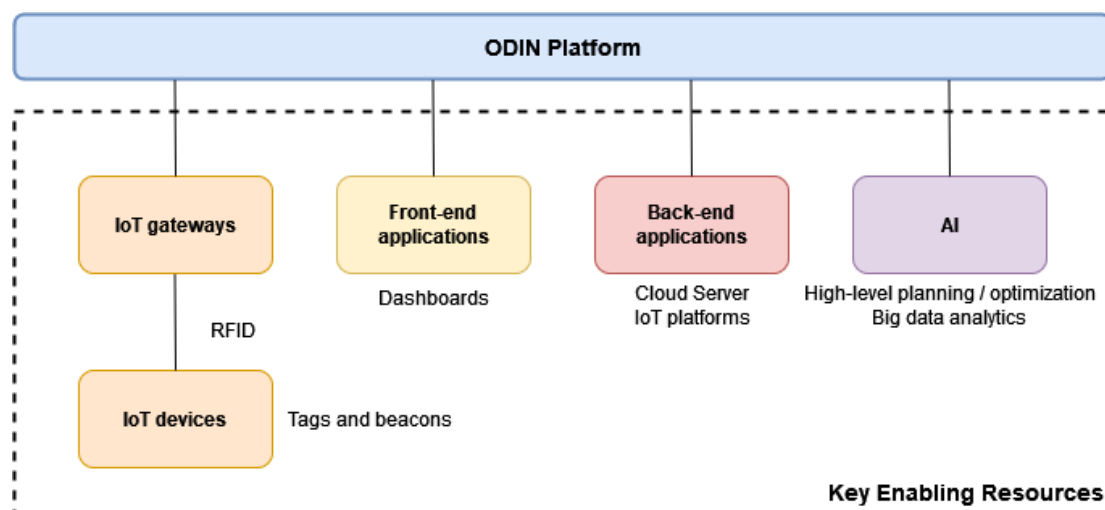 ODIN Platform
IoT gateways
Front-end
applications
Back-end
applications
AI
Dashboards
Cloud Server
IoT platforms
High-level planning / optimization
Big data analytics
RFID
IoT devices
Tags and beacons
Key Enabling Resources